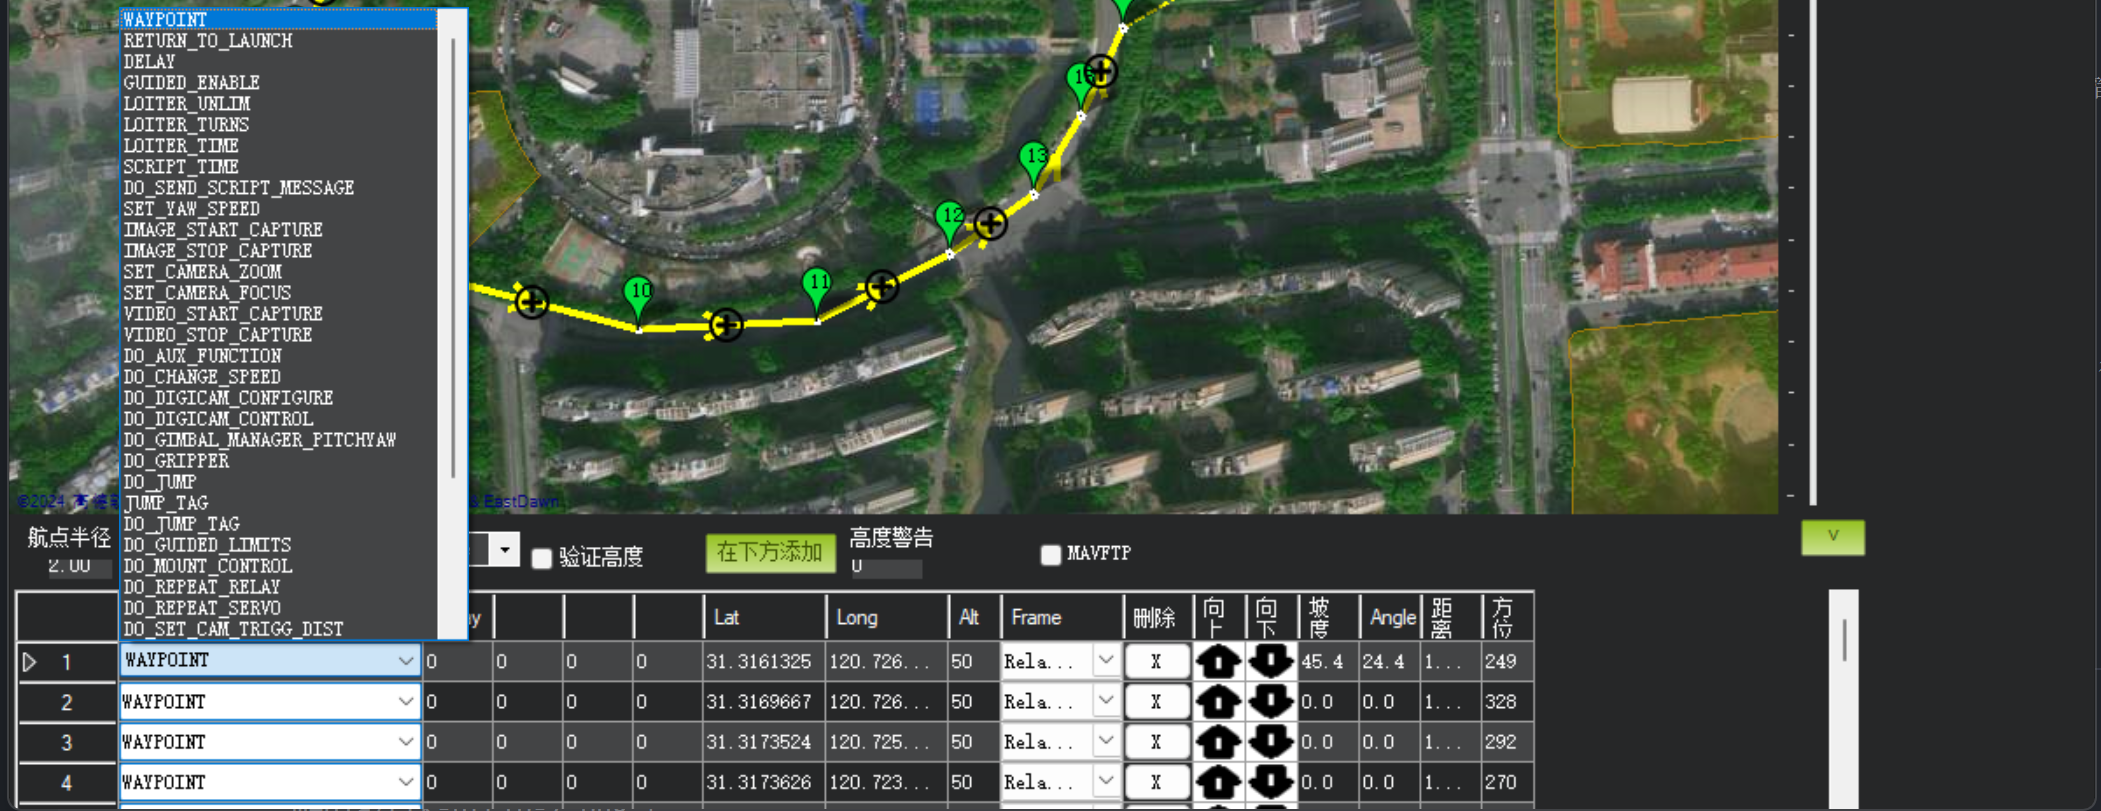 WAYPOINT
RETURN_TO_LAUNCH
DELAY
GUIDED_ENABLE
LOITER_UNLIM
LOITER_TURNS
LOITER_TIME
SCRIPT_TIME
DO_SEND_SCRIPT_MESSAGE
SET_YAW_SPEED
IMAGE_START_CAPTURE
IMAGE_STOP_CAPTURE
SET_CAMERA_ZOOM
SET_CAMERA_FOCUS
VIDEO_START_CAPTURE
VIDEO_STOP_CAPTURE
DO_AUX_FUNCTION
DO_CHANGE_SPEED
DO_DIGICAM_CONFIGURE
DO_DIGICAM_CONTROL
DO_GIMBAL_MANAGER_PITCHYAW
DO_GRIPPER
DO_JUMP
JUMP_TAG
DO_JUMP_TAG
DO_GUIDED_LIMITS
DO_MOUNT_CONTROL
DO_REPEAT_RELAY
DO_REPEAT_SERVO
DO_SET_CAM_TRIGG_DIST
13
12
11
10
©2024 高德
& EastDawn
航点半径
2.00
验证高度
在下方添加
高度警告
0
MAVFTP
V
Lat Long Alt Frame 删除 向上 向下 坡度 Angle 距离 方位
1 WAYPOINT 0 0 0 0 31.3161325 120.726... 50 Rela... X 45.4 24.4 1... 249
2 WAYPOINT 0 0 0 0 31.3169667 120.726... 50 Rela... X 0.0 0.0 1... 328
3 WAYPOINT 0 0 0 0 31.3173524 120.725... 50 Rela... X 0.0 0.0 1... 292
4 WAYPOINT 0 0 0 0 31.3173626 120.723... 50 Rela... X 0.0 0.0 1... 270